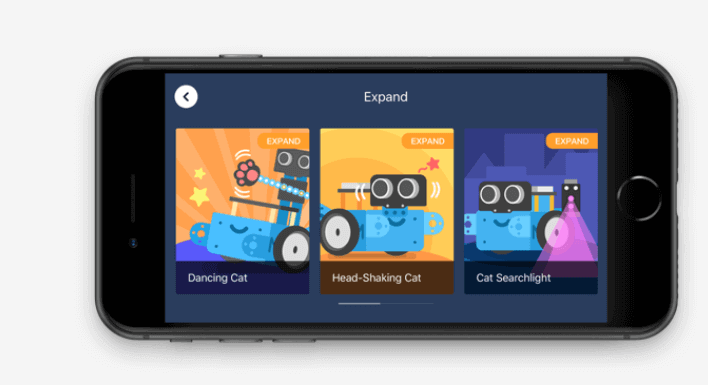 Expand
EXPAND
EXPAND
EXPAND
Dancing Cat
Head-Shaking Cat
Cat Searchlight